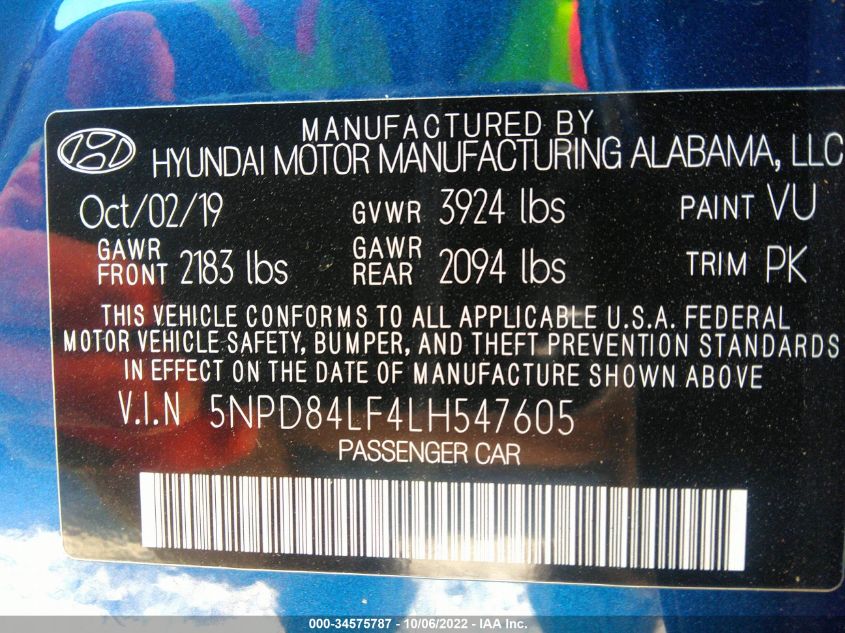 MANUFACTURED BY
HYUNDAI MOTOR MANUFACTURING ALABAMA, LLC
Oct/02/19 GVWR 3924 lbs PAINT VU
GAWR FRONT 2183 lbs GAWR REAR 2094 lbs TRIM PK
THIS VEHICLE CONFORMS TO ALL APPLICABLE U.S.A. FEDERAL
MOTOR VEHICLE SAFETY, BUMPER, AND THEFT PREVENTION STANDARDS
IN EFFECT ON THE DATE OF MANUFACTURE SHOWN ABOVE
V.I.N 5NPD84LF4LH547605
PASSENGER CAR
000-34575787 - 10/06/2022 - IAA Inc.